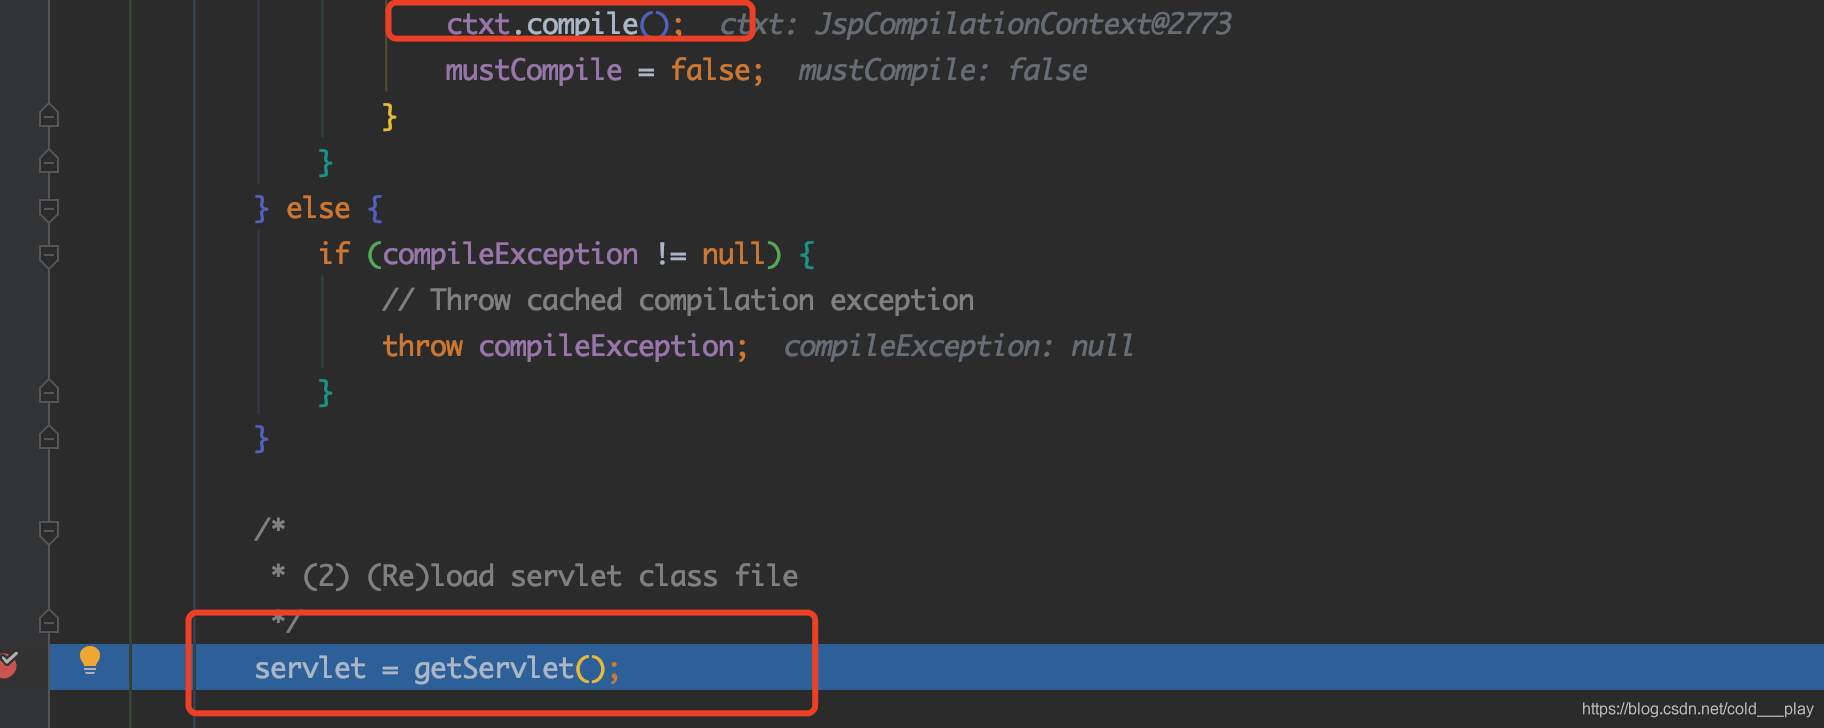 ctxt.compile(); ctxt: JspCompilationContext@2773
mustCompile = false; mustCompile: false
}
}
} else {
if (compileException != null) {
// Throw cached compilation exception
throw compileException; compileException: null
}
}
/*
* (2) (Re)load servlet class file
*/
servlet = getServlet();
https://blog.csdn.net/cold___play